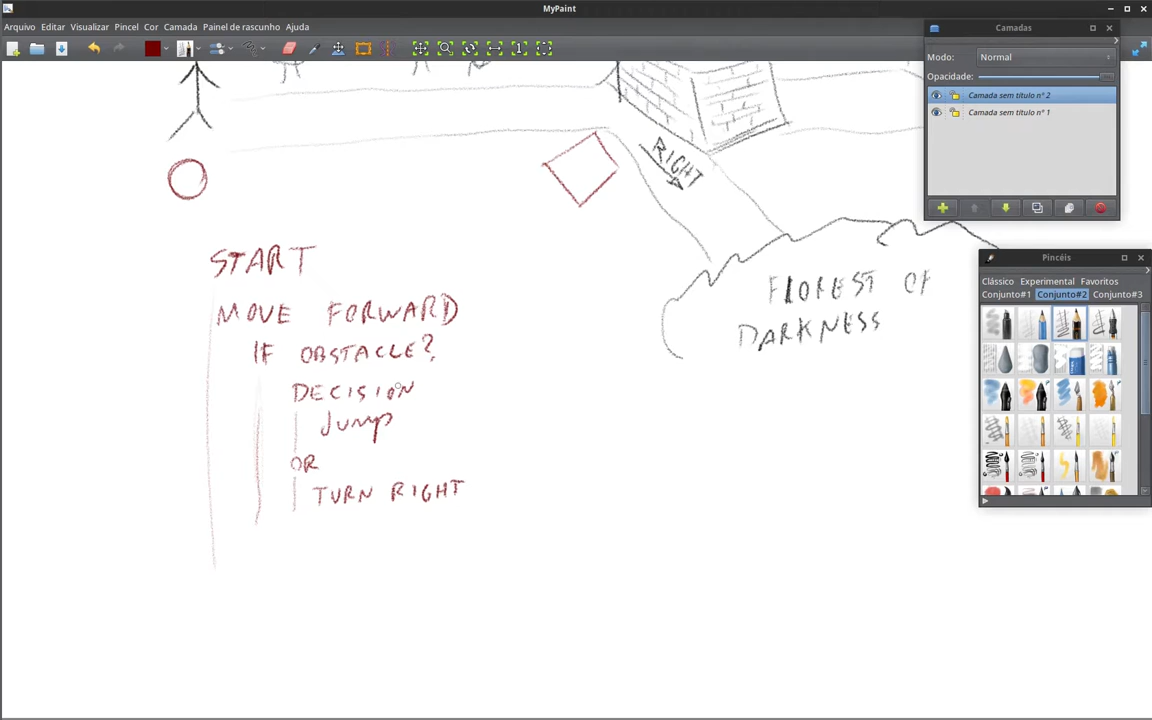 MyPaint
Arquivo Editar Visualizar Pincel Cor Camada Painel de rascunho Ajuda
Camadas
Modo: Normal
Opacidade:
Camada sem título nº 2
Camada sem título nº 1
RIGHT
START
MOVE FORWARD
IF OBSTACLE?
DECISION
JUMP
OR
TURN RIGHT
FLOREST OF
DARKNESS
Pincéis
Clássico Experimental Favoritos
Conjunto#1 Conjunto#2 Conjunto#3